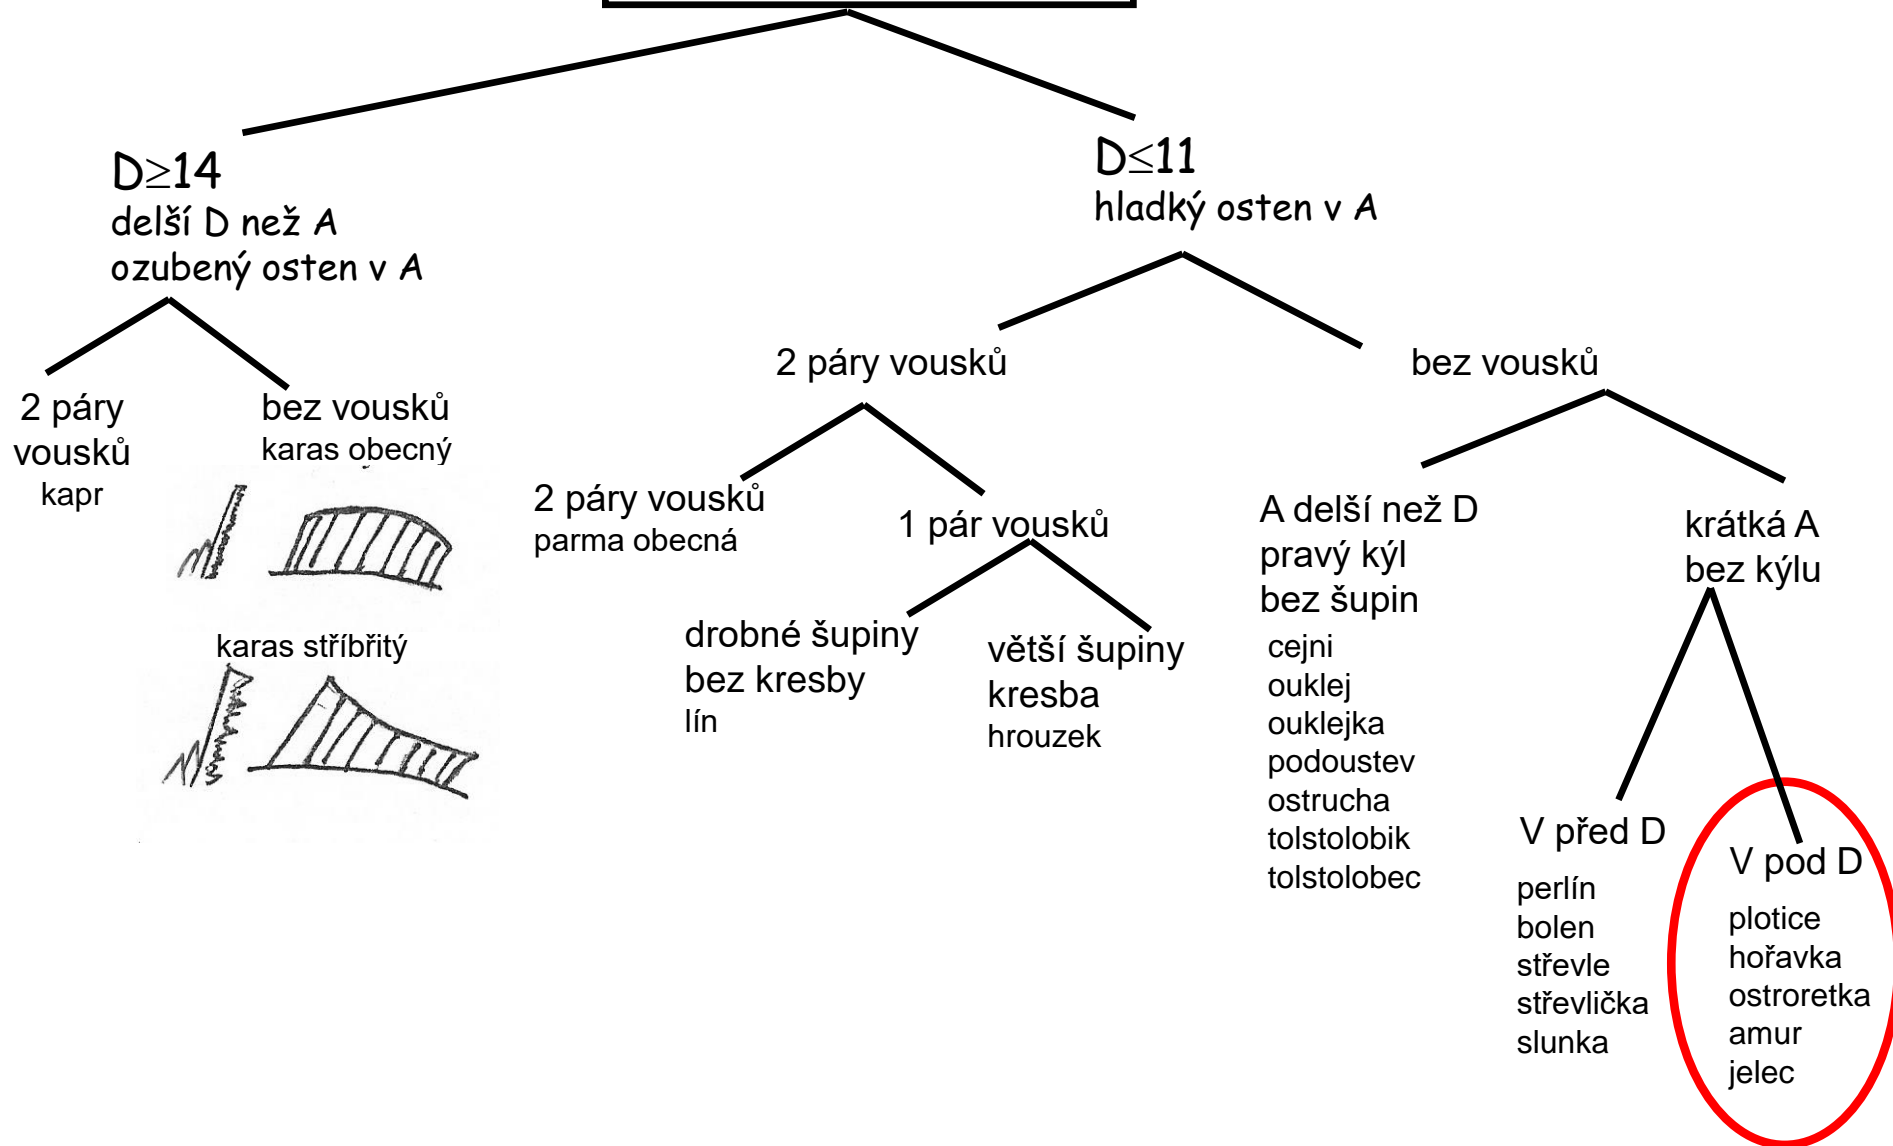 D≥14
delší D než A
ozubený osten v A
D≤11
hladký osten v A
2 páry
vousků
kapr
bez vousků
karas obecný
karas stříbřitý
2 páry vousků
bez vousků
2 páry vousků
parma obecná
1 pár vousků
drobné šupiny
bez kresby
lín
větší šupiny
kresba
hrouzek
A delší než D
pravý kýl
bez šupin
cejni
ouklej
ouklejka
podoustev
ostrucha
tolstolobik
tolstolobec
krátká A
bez kýlu
V před D
perlín
bolen
střevle
střevlička
slunka
V pod D
plotice
hořavka
ostroretka
amur
jelec